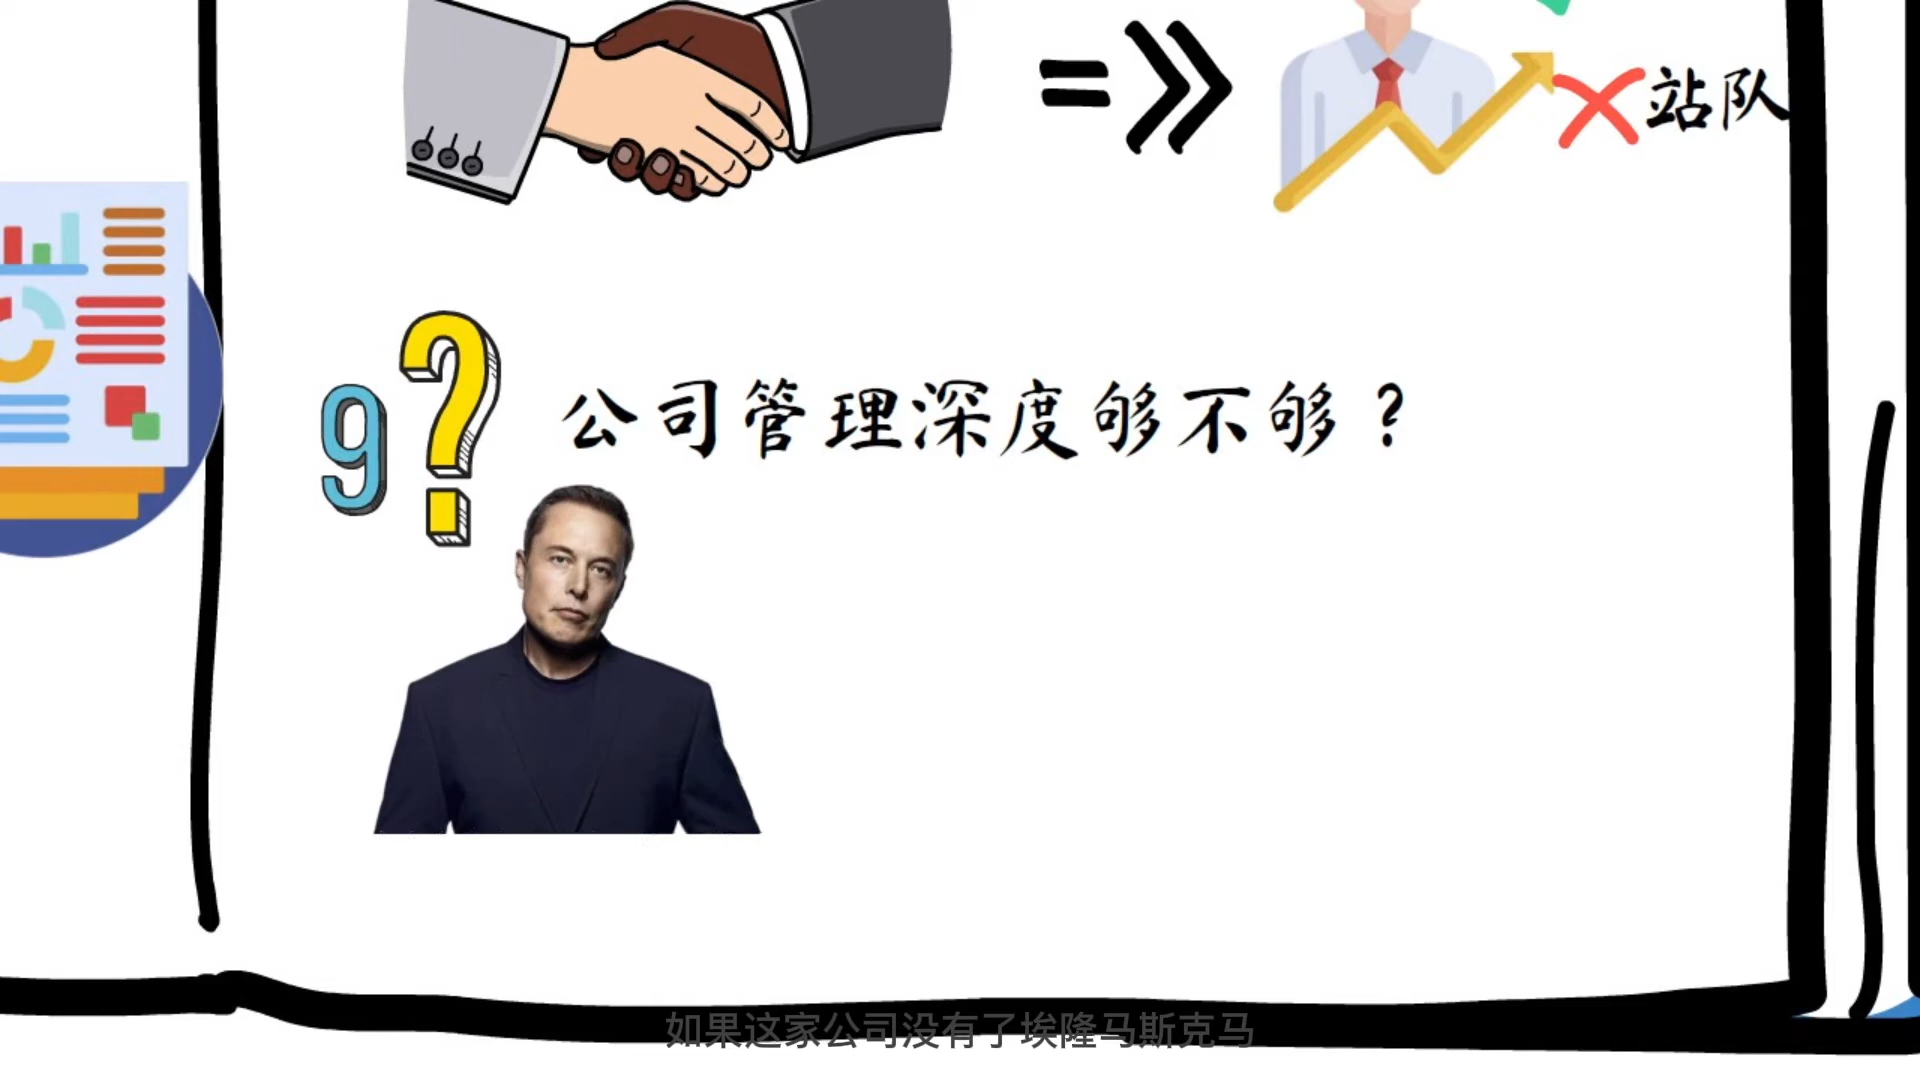 站队
9
公司管理深度够不够？
如果这家公司没有了埃隆马斯克马